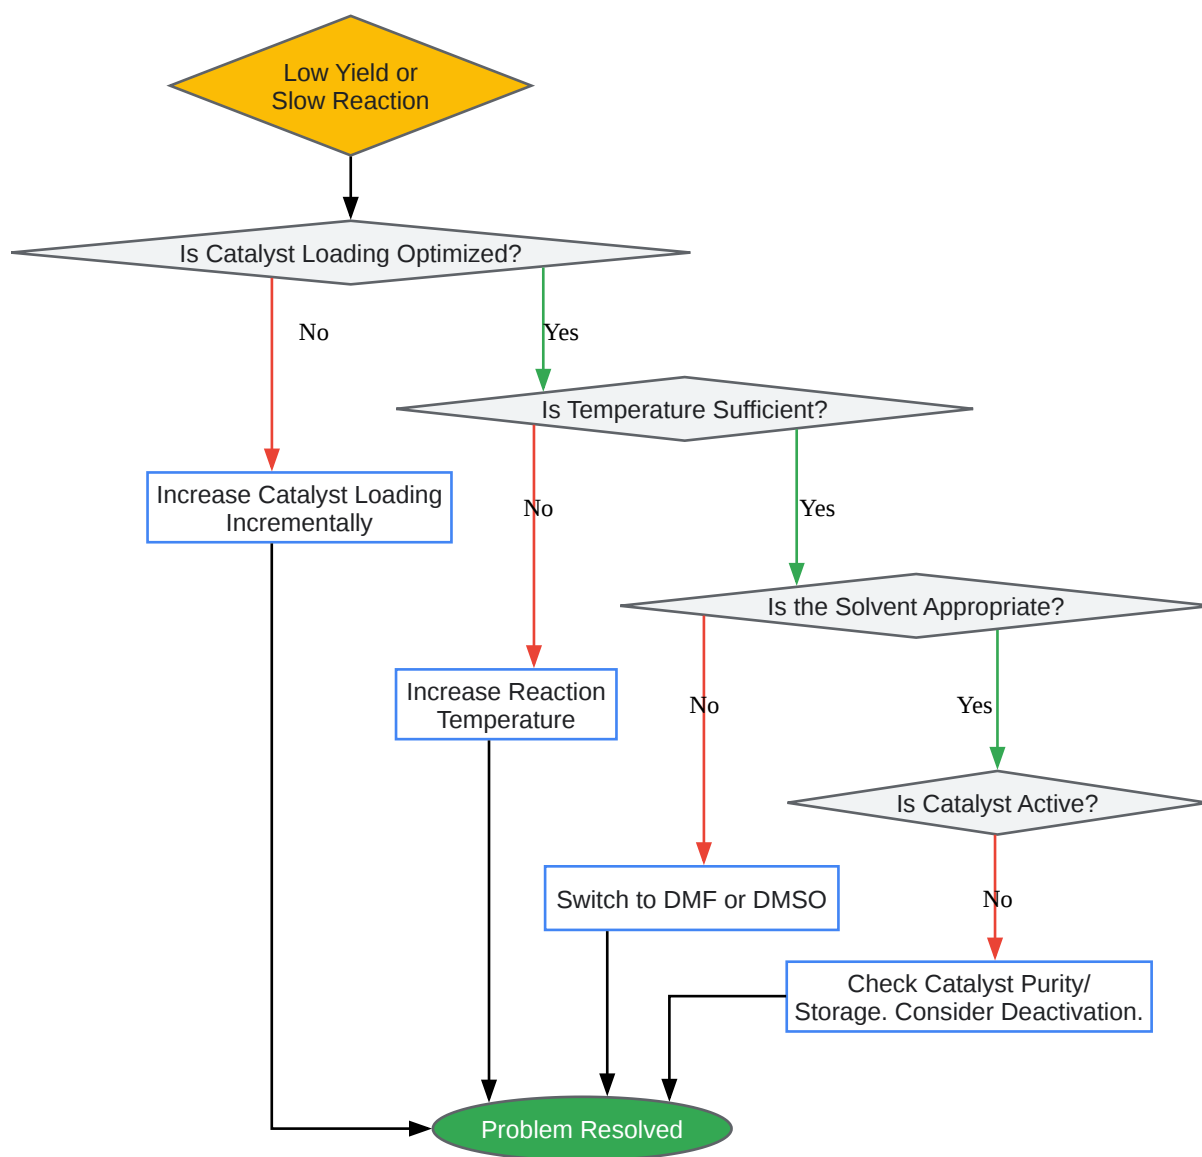 Low Yield or
Slow Reaction
Is Catalyst Loading Optimized?
No
Yes
Is Temperature Sufficient?
Increase Catalyst Loading
Incrementally
No
Yes
Is the Solvent Appropriate?
Increase Reaction
Temperature
No
Yes
Is Catalyst Active?
Switch to DMF or DMSO
No
Check Catalyst Purity/
Storage. Consider Deactivation.
Problem Resolved